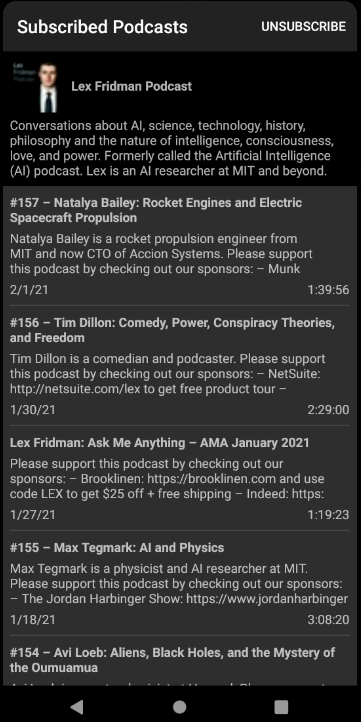 Subscribed Podcasts
UNSUBSCRIBE
Lex
Fridman
Lex Fridman Podcast
Conversations about AI, science, technology, history,
philosophy and the nature of intelligence, consciousness,
love, and power. Formerly called the Artificial Intelligence
(AI) podcast. Lex is an AI researcher at MIT and beyond.
#157 – Natalya Bailey: Rocket Engines and Electric
Spacecraft Propulsion
Natalya Bailey is a rocket propulsion engineer from
MIT and now CTO of Accion Systems. Please support
this podcast by checking out our sponsors: – Munk
2/1/21
1:39:56
#156 – Tim Dillon: Comedy, Power, Conspiracy Theories,
and Freedom
Tim Dillon is a comedian and podcaster. Please support
this podcast by checking out our sponsors: – NetSuite:
http://netsuite.com/lex to get free product tour –
1/30/21
2:29:00
Lex Fridman: Ask Me Anything – AMA January 2021
Please support this podcast by checking out our
sponsors: – Brooklinen: https://brooklinen.com and use
code LEX to get $25 off + free shipping – Indeed: https:
1/27/21
1:19:23
#155 – Max Tegmark: AI and Physics
Max Tegmark is a physicist and AI researcher at MIT.
Please support this podcast by checking out our sponsors:
– The Jordan Harbinger Show: https://www.jordanharbinger
1/18/21
3:08:20
#154 – Avi Loeb: Aliens, Black Holes, and the Mystery of
the Oumuamua